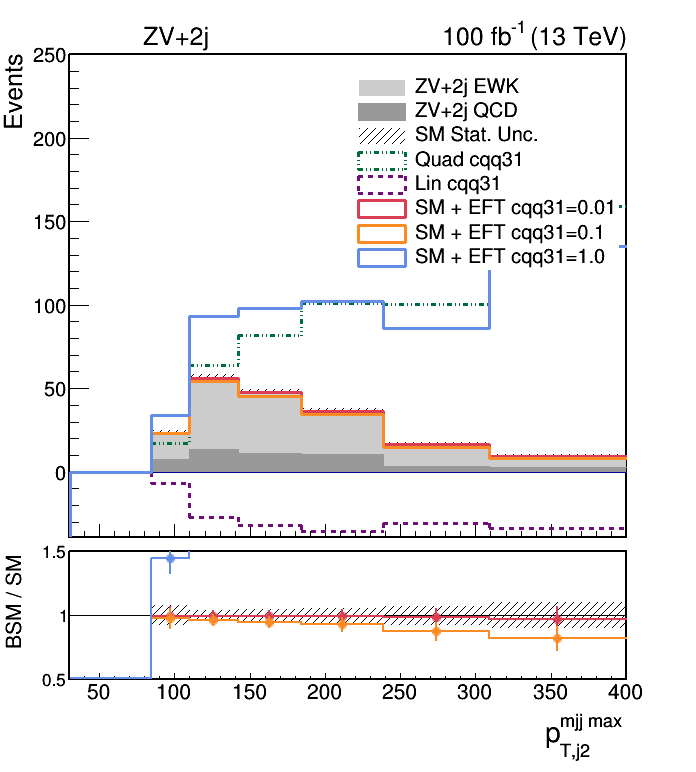 ZV+2j 100 fb-1 (13 TeV)
Events
250
200
150
100
50
0
ZV+2j EWK
ZV+2j QCD
SM Stat. Unc.
Quad cqq31
Lin cqq31
SM + EFT cqq31=0.01
SM + EFT cqq31=0.1
SM + EFT cqq31=1.0
BSM / SM
1.5
1
0.5
50 100 150 200 250 300 350 400
p T,j2 mjj max